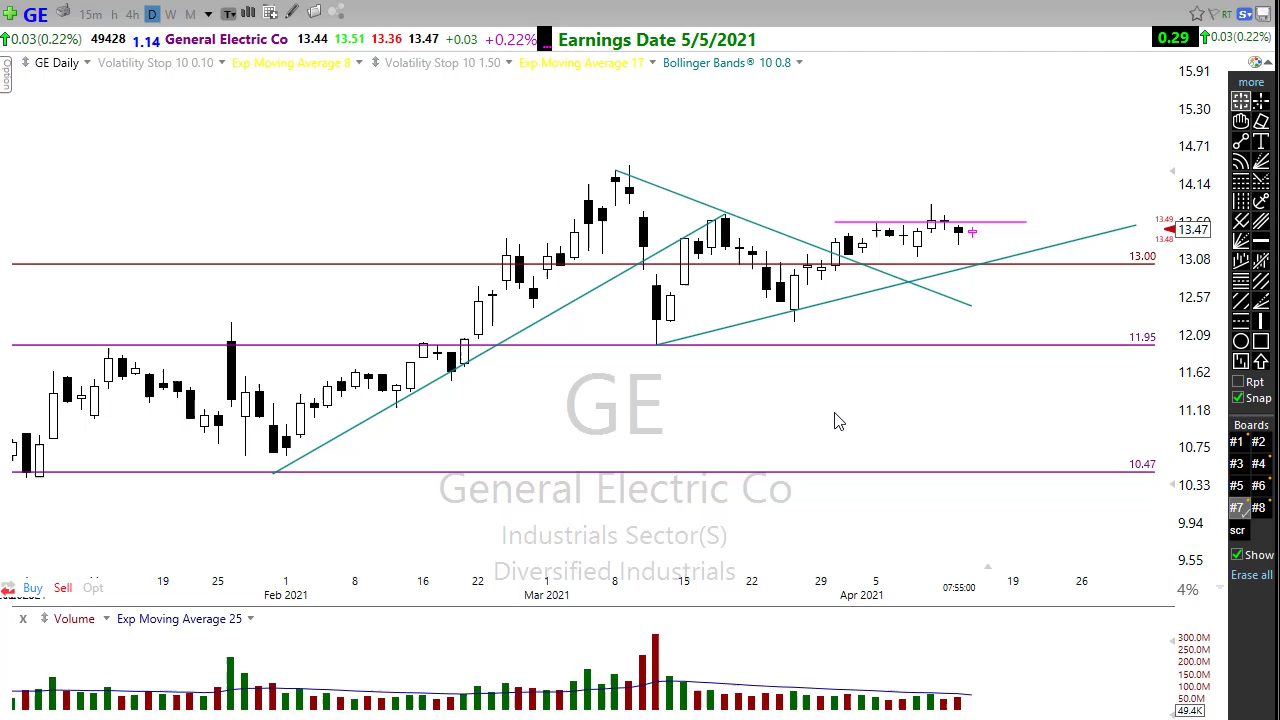 GE 15m h 4h D W M T RT S
0.03(0.22%) 49428 1.14 General Electric Co 13.44 13.51 13.36 13.47 +0.03 +0.22% Earnings Date 5/5/2021 0.29 0.03(0.22%)
Option
GE Daily Volatility Stop 10 0.10 Exp Moving Average 8 Volatility Stop 10 1.50 Exp Moving Average 17 Bollinger Bands® 10 0.8
15.91
more
15.30
14.71
14.14
13.49
13.47
13.48
13.00
13.08
12.57
11.95
12.09
11.62
Rpt
Snap
11.18
Boards
#1 #2
10.75
#3 #4
10.47
10.33
#5 #6
#7 #8
9.94
scr
9.55
Show
Erase all
GE
General Electric Co
Industrials Sector(S)
Diversified Industrials
19 25 1 8 16 22 1 8 15 22 29 5 19 26
Buy Sell Opt
4%
Feb 2021 Mar 2021 Apr 2021 07:55:00
x Volume Exp Moving Average 25
300.0M
250.0M
200.0M
150.0M
100.0M
50.0M
49.4K